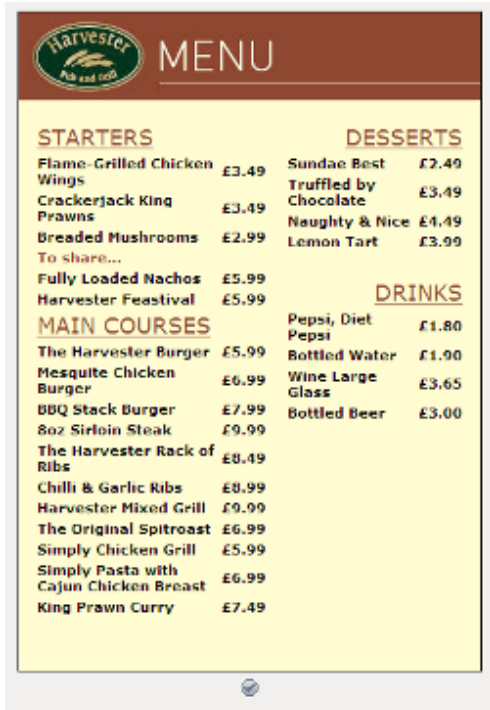 Harvester
Pub and Grill
MENU
STARTERS
Flame-Grilled Chicken
Wings £3.49
Crackerjack King
Prawns £3.49
Breaded Mushrooms £2.99
To share...
Fully Loaded Nachos £5.99
Harvester Feastival £5.99
MAIN COURSES
The Harvester Burger £5.99
Mesquite Chicken
Burger £6.99
BBQ Stack Burger £7.99
8oz Sirloin Steak £9.99
The Harvester Rack of
Ribs £8.49
Chilli & Garlic Ribs £8.99
Harvester Mixed Grill £9.99
The Original Spitroast £6.99
Simply Chicken Grill £5.99
Simply Pasta with
Cajun Chicken Breast £6.99
King Prawn Curry £7.49
DESSERTS
Sundae Best £2.49
Truffled by
Chocolate £3.49
Naughty & Nice £4.49
Lemon Tart £3.99
DRINKS
Pepsi, Diet
Pepsi £1.80
Bottled Water £1.90
Wine Large
Glass £3.65
Bottled Beer £3.00